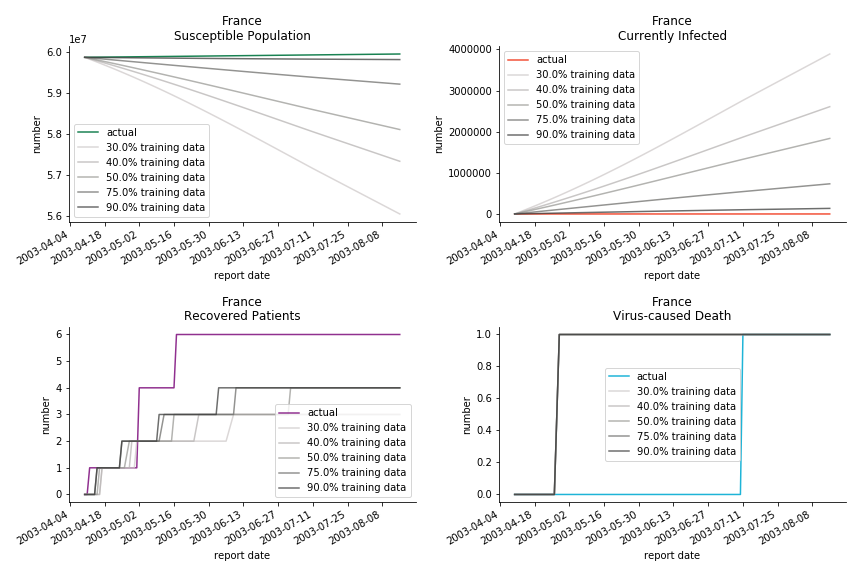 France
Susceptible Population
1e7
6.0
5.9
5.8
5.7
5.6
number
actual
30.0% training data
40.0% training data
50.0% training data
75.0% training data
90.0% training data
2003-04-04
2003-04-18
2003-05-02
2003-05-16
2003-05-30
2003-06-13
2003-06-27
2003-07-11
2003-07-25
2003-08-08
report date
France
Currently Infected
4000000
3000000
2000000
1000000
0
number
actual
30.0% training data
40.0% training data
50.0% training data
75.0% training data
90.0% training data
2003-04-04
2003-04-18
2003-05-02
2003-05-16
2003-05-30
2003-06-13
2003-06-27
2003-07-11
2003-07-25
2003-08-08
report date
France
Recovered Patients
6
5
4
3
2
1
0
number
actual
30.0% training data
40.0% training data
50.0% training data
75.0% training data
90.0% training data
2003-04-04
2003-04-18
2003-05-02
2003-05-16
2003-05-30
2003-06-13
2003-06-27
2003-07-11
2003-07-25
2003-08-08
report date
France
Virus-caused Death
1.0
0.8
0.6
0.4
0.2
0.0
number
actual
30.0% training data
40.0% training data
50.0% training data
75.0% training data
90.0% training data
2003-04-04
2003-04-18
2003-05-02
2003-05-16
2003-05-30
2003-06-13
2003-06-27
2003-07-11
2003-07-25
2003-08-08
report date